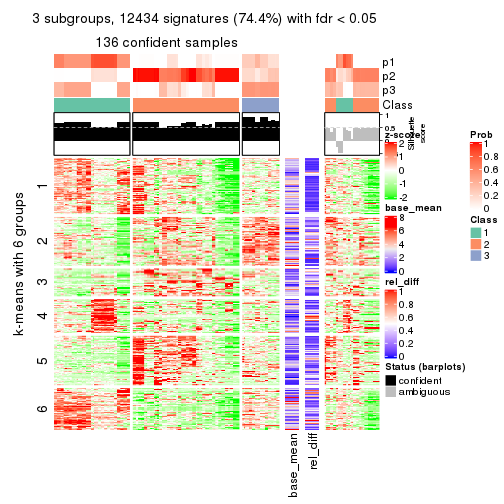 3 subgroups, 12434 signatures (74.4%) with fdr < 0.05
136 confident samples
p1
p2
p3
Class
1
0.5
0
Silhouette
score
k-means with 6 groups
1
2
3
4
5
6
base_mean
rel_diff
z-score
2
1
0
-1
-2
base_mean
8
6
4
2
0
rel_diff
1
0.8
0.6
0.4
0.2
0
Prob
1
0.8
0.6
0.4
0.2
0
Class
1
2
3
Status (barplots)
confident
ambiguous